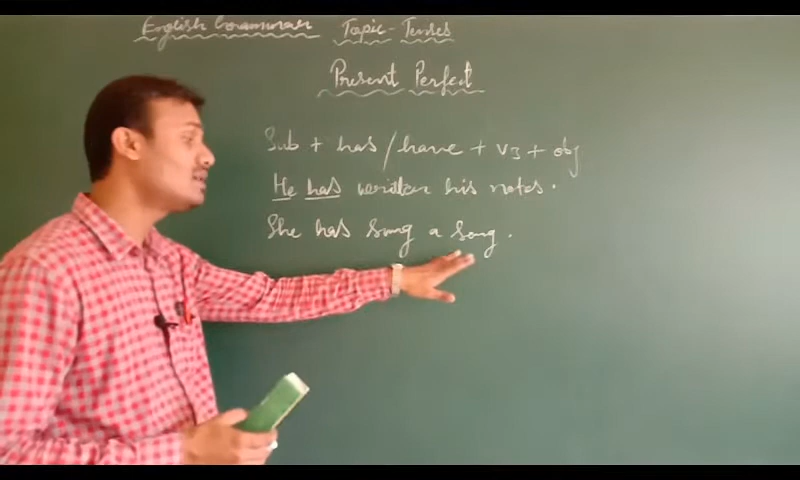 English Grammar Topic - Tenses
Present Perfect
Sub + has / have + v3 + obj
He has written his notes.
She has sung a song.